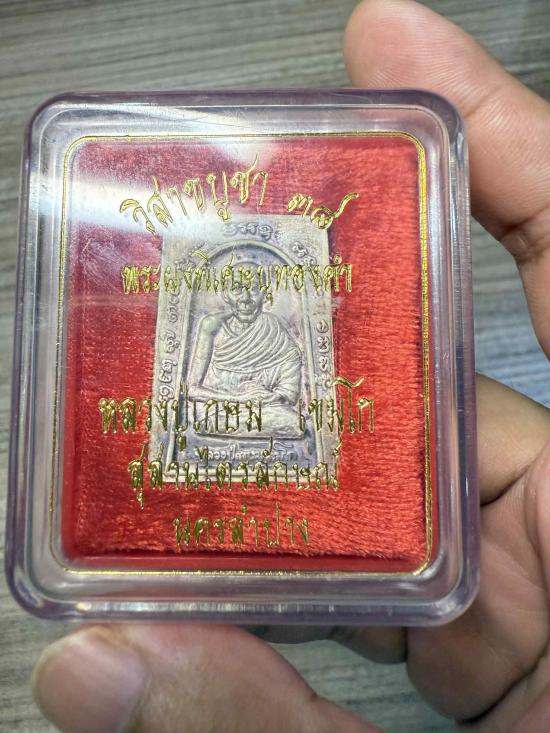 วิสาขบูชา ๓๘
พระผงพิเศษบุทองคำ
หลวงปู่เกษม เขมโก
สุสานไตรลักษณ์
นครลำปาง